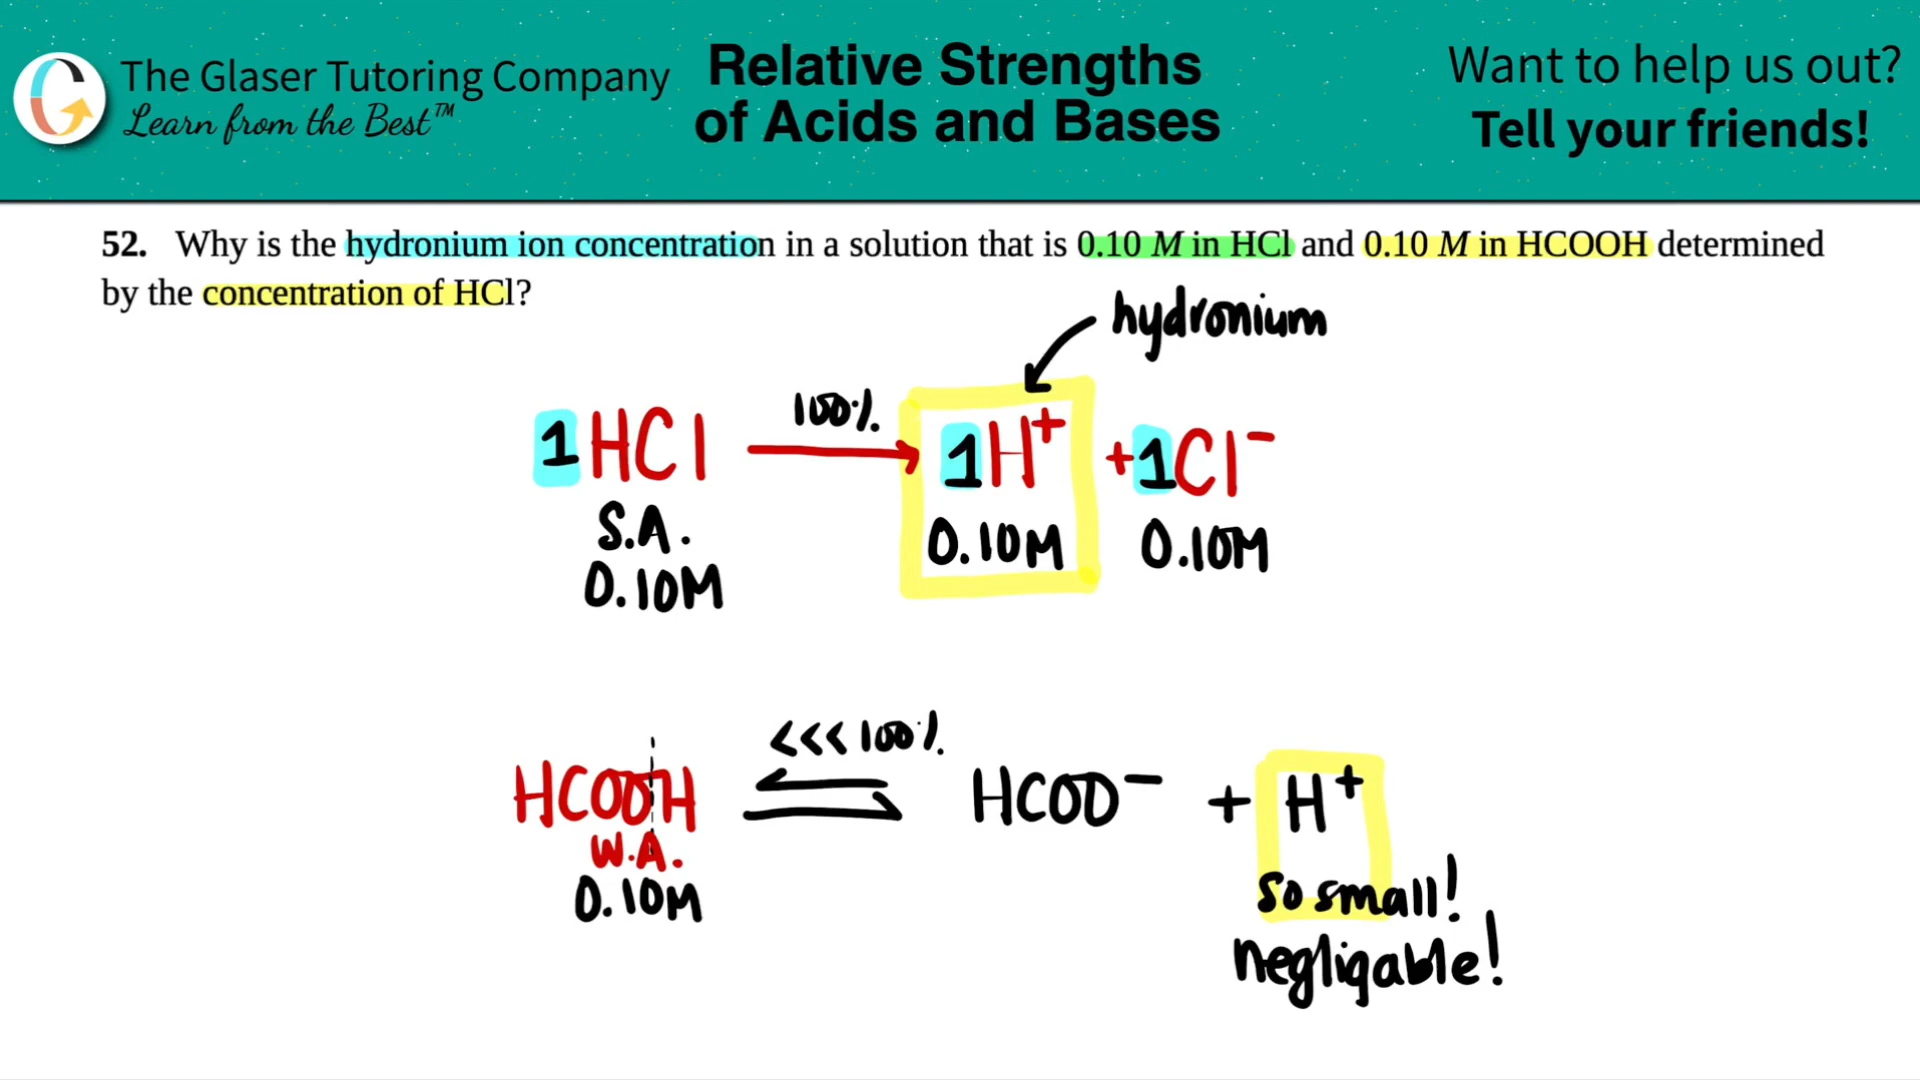 The Glaser Tutoring Company
Learn from the Best™
Relative Strengths
of Acids and Bases
Want to help us out?
Tell your friends!
52. Why is the hydronium ion concentration in a solution that is 0.10 M in HCl and 0.10 M in HCOOH determined
by the concentration of HCl?
hydronium
100%
1HCl → 1H⁺ + 1Cl⁻
S.A.
0.10M 0.10M 0.10M
<<<100%
HCOOH ⇌ HCOO⁻ + H⁺
W.A.
0.10M
so small!
negligable!